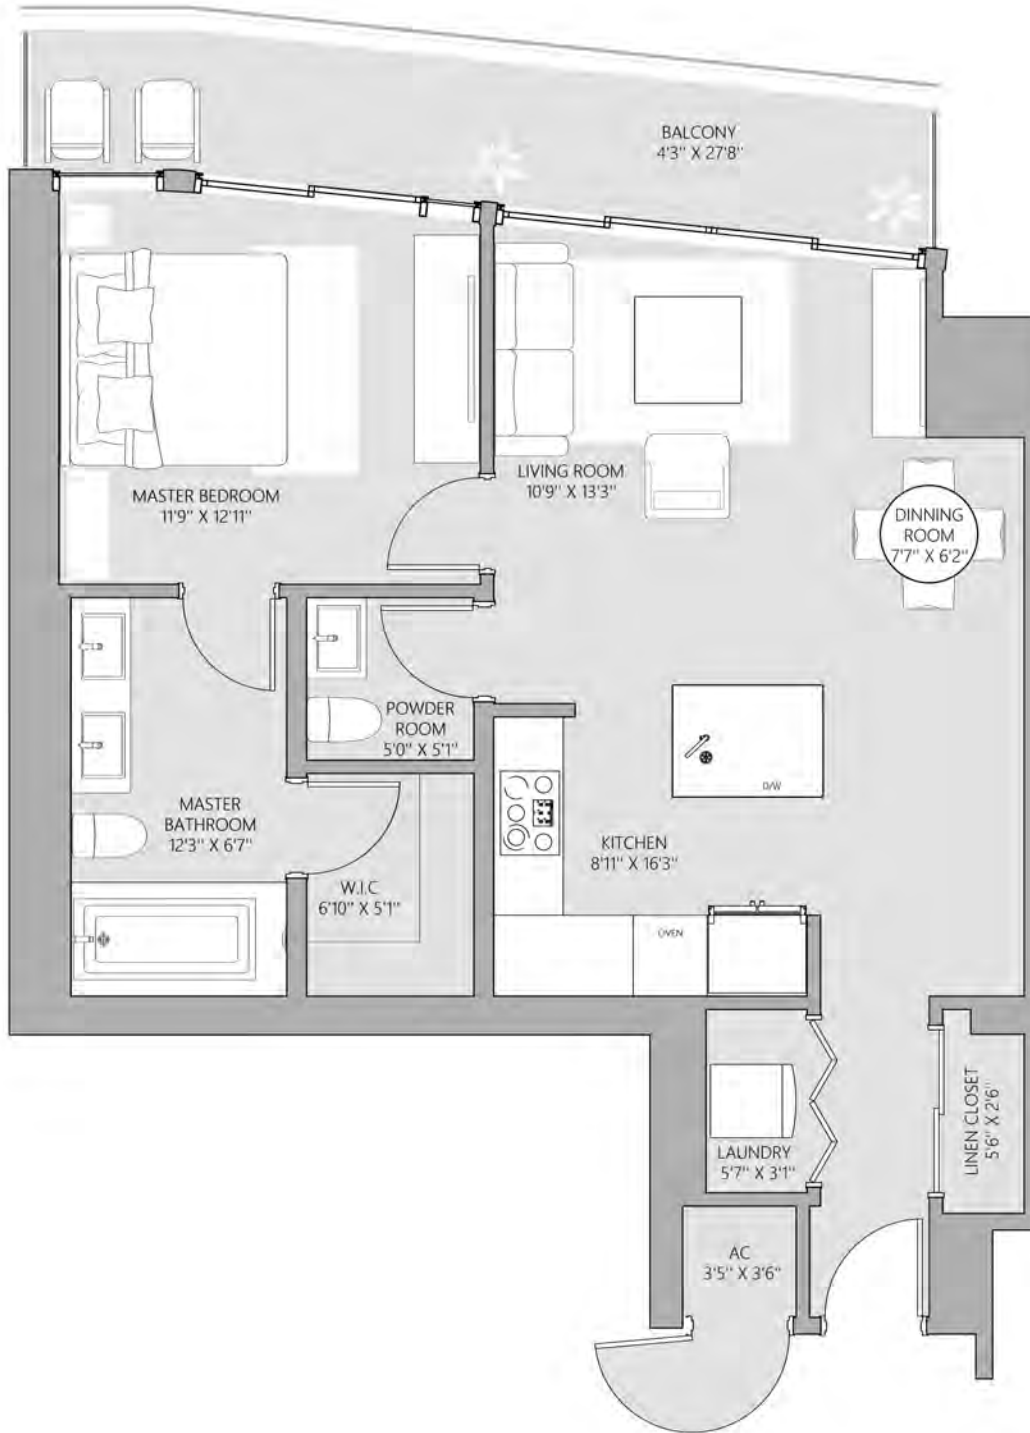 BALCONY
4'3" X 27'8"
MASTER BEDROOM
11'9" X 12'11"
LIVING ROOM
10'9" X 13'3"
DINNING
ROOM
7'7" X 6'2"
POWDER
ROOM
5'0" X 5'1"
D/W
MASTER
BATHROOM
12'3" X 6'7"
KITCHEN
8'11" X 16'3"
W.I.C
6'10" X 5'1"
OVEN
LINEN CLOSET
5'6" X 2'6"
LAUNDRY
5'7" X 3'1"
AC
3'5" X 3'6"